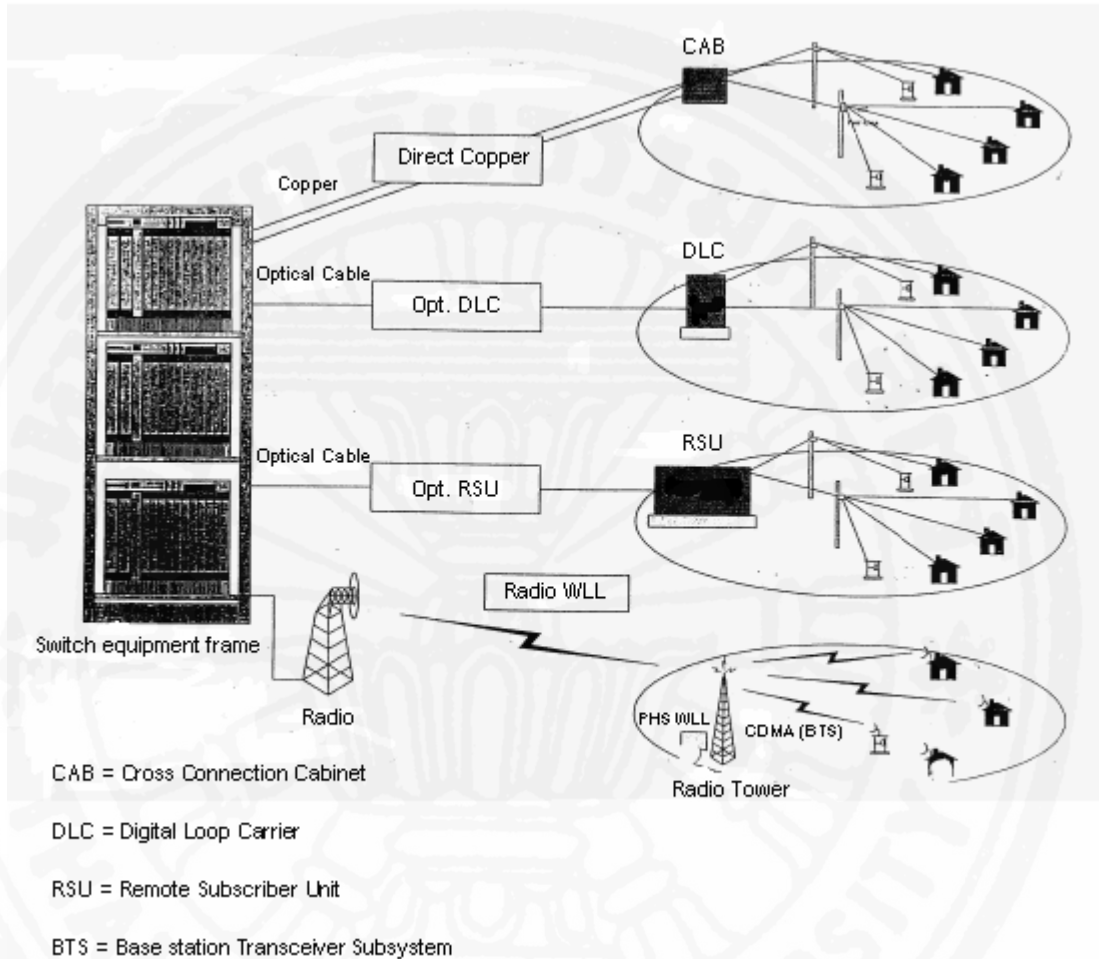 CAB
Direct Copper
Copper
DLC
Optical Cable
Opt. DLC
RSU
Optical Cable
Opt. RSU
Radio WLL
Switch equipment frame
Radio
PHS WLL
CDMA (BTS)
Radio Tower
CAB = Cross Connection Cabinet
DLC = Digital Loop Carrier
RSU = Remote Subscriber Unit
BTS = Base station Transceiver Subsystem